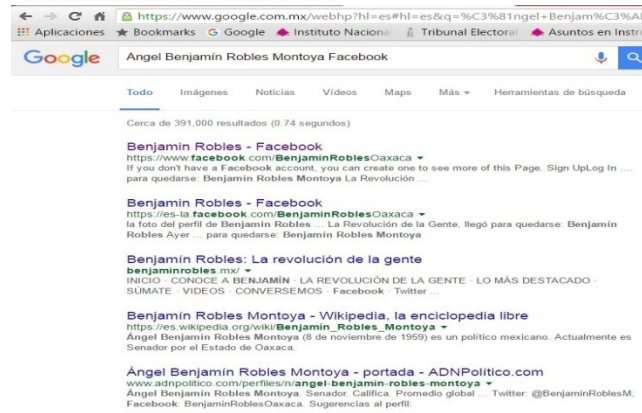 https://www.google.com.mx/webhp?hl=es#hl=es&q=%C3%81ngel+Benjam%C3%A
Aplicaciones Bookmarks Google Instituto Nacional Tribunal Electoral Asuntos en Instr
Google Ángel Benjamín Robles Montoya Facebook
Todo Imágenes Noticias Vídeos Maps Más Herramientas de búsqueda
Cerca de 391,000 resultados (0.74 segundos)
Benjamin Robles - Facebook
https://www.facebook.com/BenjaminRoblesOaxaca
If you don't have a Facebook account, you can create one to see more of this Page. Sign UpLog In ....
para quedarse: Benjamín Robles Montoya La Revolución ...
Benjamin Robles - Facebook
https://es-la.facebook.com/BenjaminRoblesOaxaca
la foto del perfil de Benjamin Robles ... La Revolución de la Gente, llegó para quedarse: Benjamín
Robles Ayer ... para quedarse: Benjamín Robles Montoya
Benjamín Robles: La revolución de la gente
benjaminrobles.mx/
INICIO · CONOCE A BENJAMÍN · LA REVOLUCIÓN DE LA GENTE · LO MÁS DESTACADO ·
SÚMATE · VIDEOS · CONVERSEMOS · Facebook · Twitter ...
Benjamín Robles Montoya - Wikipedia, la enciclopedia libre
https://es.wikipedia.org/wiki/Benjamín_Robles_Montoya
Ángel Benjamín Robles Montoya (8 de noviembre de 1959) es un político mexicano. Actualmente es
Senador por el Estado de Oaxaca.
Ángel Benjamín Robles Montoya - portada - ADNPolítico.com
www.adnpolitico.com/perfiles/n/angel-benjamin-robles-montoya
Ángel Benjamín Robles Montoya. Senador. Califica. Promedio global ... Twitter: @BenjaminRoblesM;
Facebook: BenjaminRoblesOaxaca. Sugerencias al perfil: